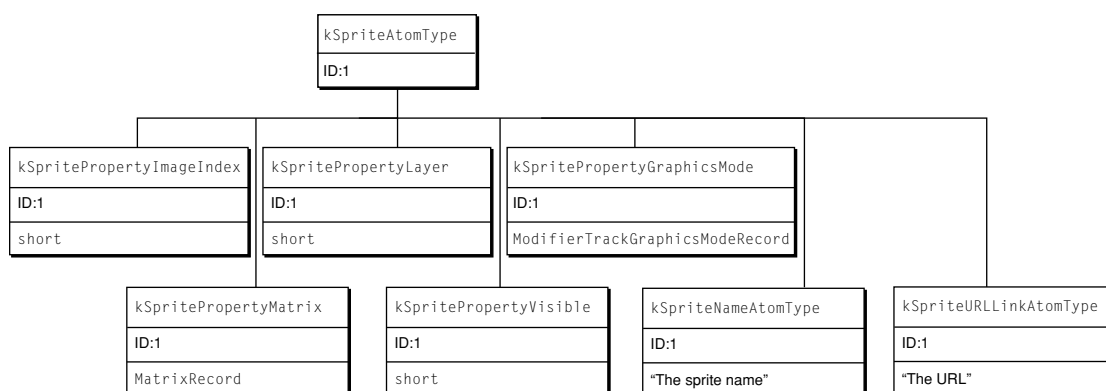 kSpriteAtomType
ID:1
kSpritePropertyImageIndex
ID:1
short
kSpritePropertyLayer
ID:1
short
kSpritePropertyGraphicsMode
ID:1
ModifierTrackGraphicsModeRecord
kSpritePropertyMatrix
ID:1
MatrixRecord
kSpritePropertyVisible
ID:1
short
kSpriteNameAtomType
ID:1
“The sprite name”
kSpriteURLLinkAtomType
ID:1
“The URL”